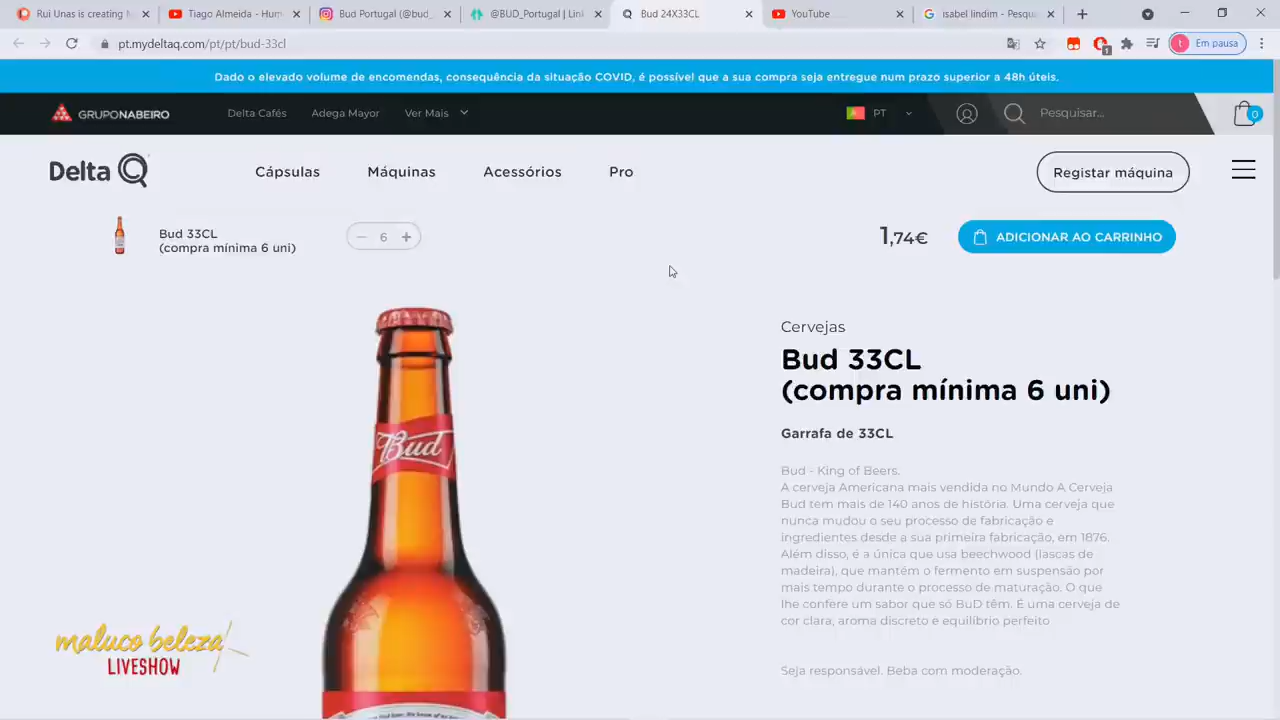 Rui Unas is creating M
Tiago Almeida - Hum
Bud Portugal (@bud_
@BUD_Portugal | Link
Bud 24X33CL
YouTube
isabel lindim - Pesqui
pt.mydeltaq.com/pt/pt/bud-33cl
1
t
Em pausa
Dado o elevado volume de encomendas, consequência da situação COVID, é possível que a sua compra seja entregue num prazo superior a 48h úteis.
GRUPONABEIRO
Delta Cafés
Adega Mayor
Ver Mais
PT
Pesquisar...
0
Delta Q
Cápsulas
Máquinas
Acessórios
Pro
Registar máquina
Bud 33CL
(compra mínima 6 uni)
− 6 +
1,74€
ADICIONAR AO CARRINHO
Cervejas
Bud 33CL
(compra mínima 6 uni)
Garrafa de 33CL
Bud - King of Beers.
A cerveja Americana mais vendida no Mundo A Cerveja
Bud tem mais de 140 anos de história. Uma cerveja que
nunca mudou o seu processo de fabricação e
ingredientes desde a sua primeira fabricação, em 1876.
Além disso, é a única que usa beechwood (lascas de
madeira), que mantém o fermento em suspensão por
mais tempo durante o processo de maturação. O que
lhe confere um sabor que só BuD têm. É uma cerveja de
cor clara, aroma discreto e equilíbrio perfeito
Seja responsável. Beba com moderação.
Bud
maluco beleza
LIVESHOW